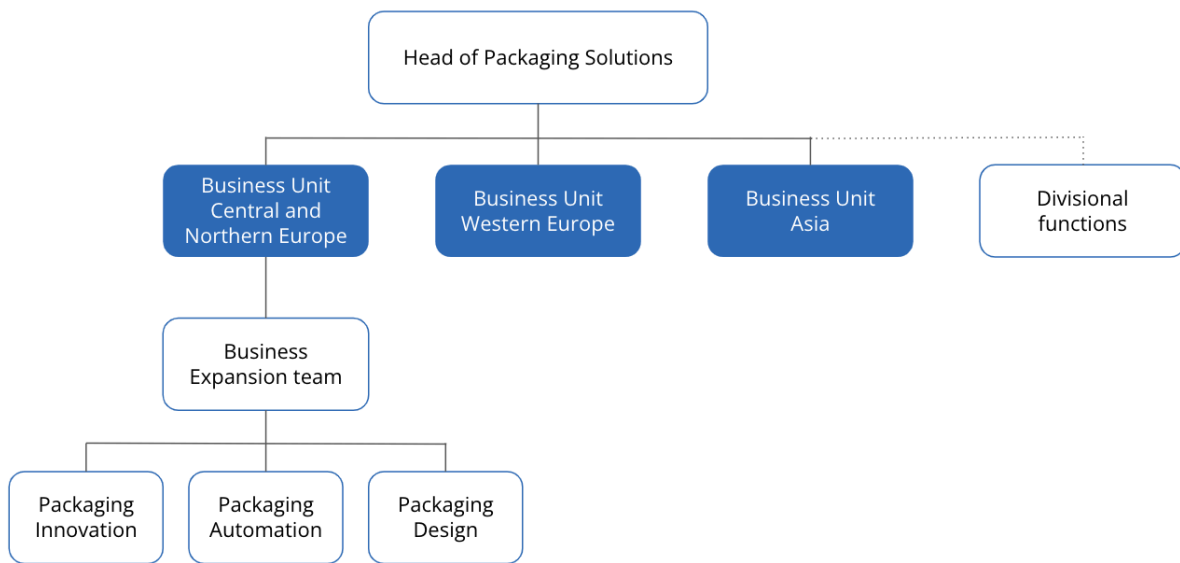 Head of Packaging Solutions
Business Unit
Central and
Northern Europe
Business Unit
Western Europe
Business Unit
Asia
Divisional
functions
Business
Expansion team
Packaging
Innovation
Packaging
Automation
Packaging
Design